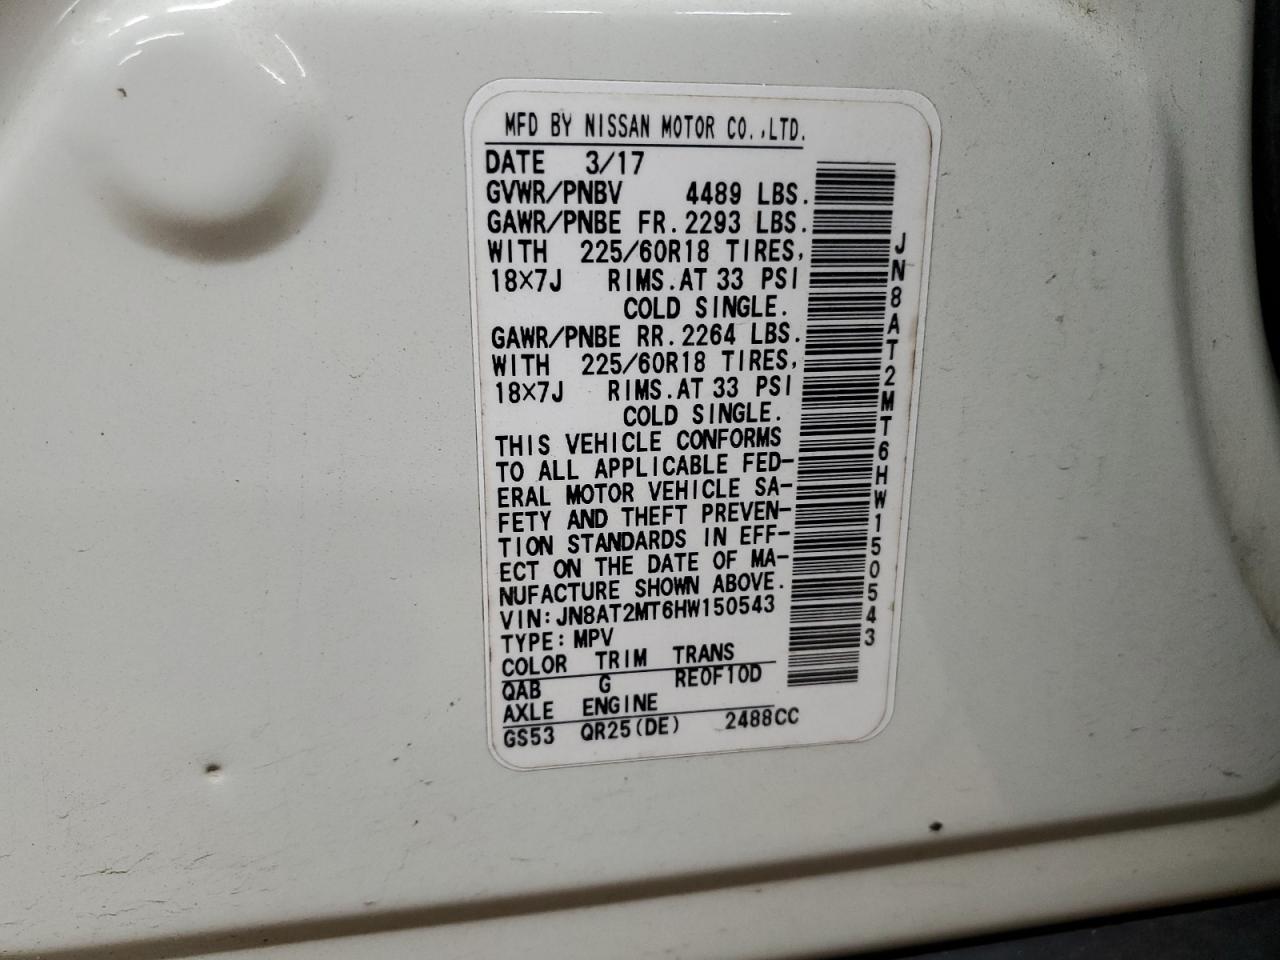 MFD BY NISSAN MOTOR CO.,LTD.
DATE 3/17
GVWR/PNBV 4489 LBS.
GAWR/PNBE FR.2293 LBS.
WITH 225/60R18 TIRES,
18×7J RIMS.AT 33 PSI
COLD SINGLE.
GAWR/PNBE RR.2264 LBS.
WITH 225/60R18 TIRES,
18×7J RIMS.AT 33 PSI
COLD SINGLE.
THIS VEHICLE CONFORMS
TO ALL APPLICABLE FED-
ERAL MOTOR VEHICLE SA-
FETY AND THEFT PREVEN-
TION STANDARDS IN EFF-
ECT ON THE DATE OF MA-
NUFACTURE SHOWN ABOVE.
VIN:JN8AT2MT6HW150543
TYPE:MPV
COLOR TRIM TRANS
QAB G RE0F10D
AXLE ENGINE
GS53 QR25(DE) 2488CC
JN8AT2MT6HW150543